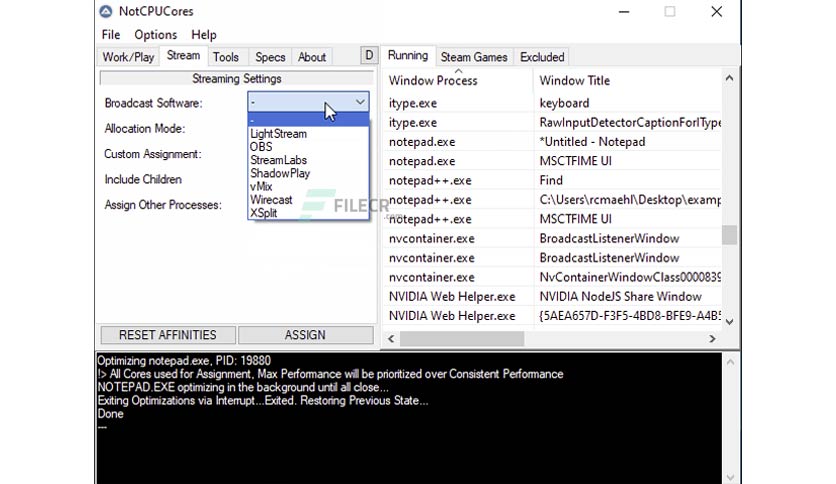 NotCPUCores
File Options Help
Work/Play Stream Tools Specs About D
Streaming Settings
Broadcast Software: -
-
LightStream
OBS
StreamLabs
ShadowPlay
vMix
Wirecast
XSplit
Allocation Mode:
Custom Assignment:
Include Children
Assign Other Processes:
RESET AFFINITIES ASSIGN
Running Steam Games Excluded
Window Process Window Title
itype.exe keyboard
itype.exe RawInputDetectorCaptionForIType
notepad.exe *Untitled - Notepad
notepad.exe MSCTFIME UI
notepad++.exe Find
notepad++.exe C:\Users\rcmaehl\Desktop\examp
notepad++.exe MSCTFIME UI
nvcontainer.exe BroadcastListenerWindow
nvcontainer.exe BroadcastListenerWindow
nvcontainer.exe NvContainerWindowClass0000839
NVIDIA Web Helper.exe NVIDIA NodeJS Share Window
NVIDIA Web Helper.exe {5AEA657D-F3F5-4BD8-BFE9-A4B5
FILECR
.com
Optimizing notepad.exe, PID: 19880
!> All Cores used for Assignment, Max Performance will be prioritized over Consistent Performance
NOTEPAD.EXE optimizing in the background until all close...
Exiting Optimizations via Interrupt...Exited. Restoring Previous State...
Done
---